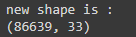 new shape is :
(86639, 33)